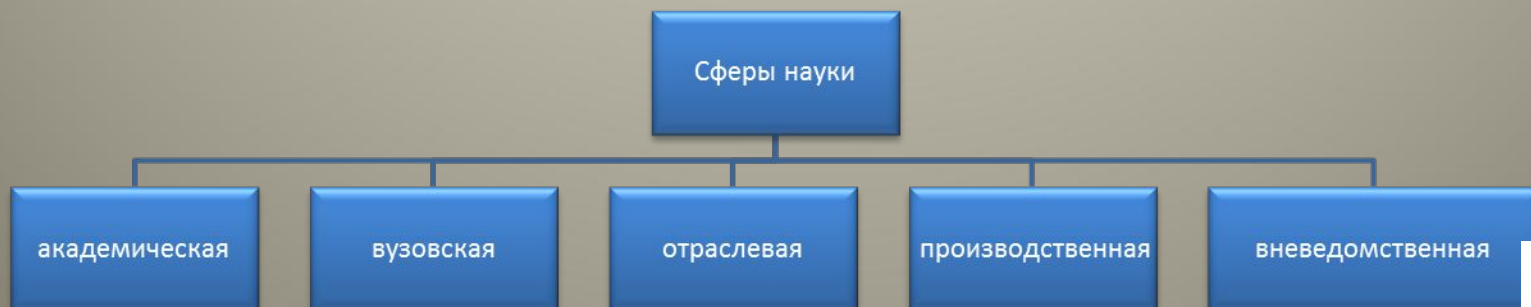 Сферы науки
академическая
вузовская
отраслевая
производственная
вневедомственная